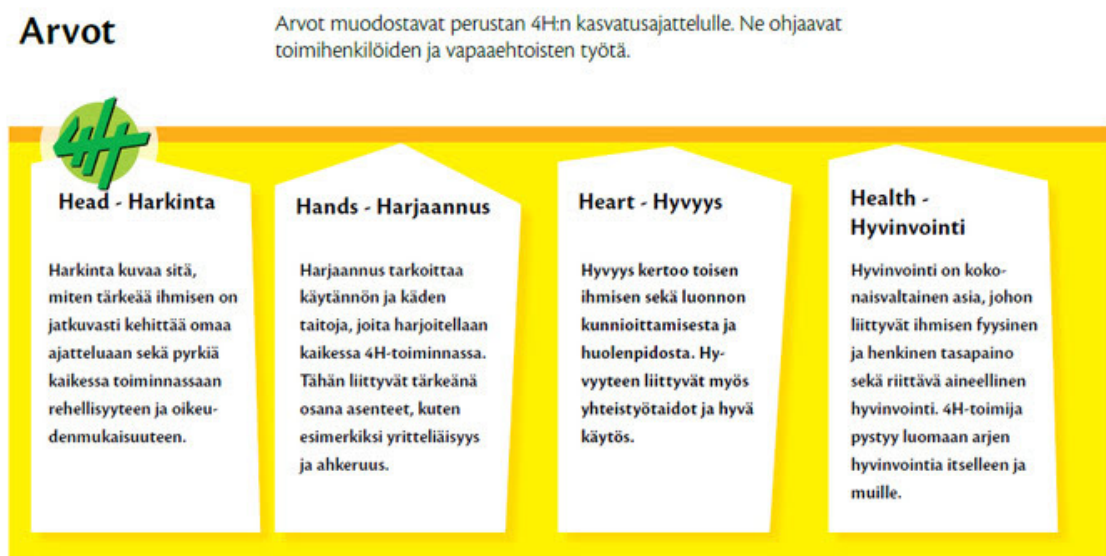 Arvot
Arvot muodostavat perustan 4H:n kasvatusajattelulle. Ne ohjaavat
toimihenkilöiden ja vapaaehtoisten työtä.
4H
Head - Harkinta
Harkinta kuvaa sitä,
miten tärkeää ihmisen on
jatkuvasti kehittää omaa
ajatteluaan sekä pyrkiä
kaikessa toiminnassaan
rehellisyyteen ja oikeu-
denmukaisuuteen.
Hands - Harjaannus
Harjaannus tarkoittaa
käytännön ja käden
taitoja, joita harjoitellaan
kaikessa 4H-toiminnassa.
Tähän liittyvät tärkeänä
osana asenteet, kuten
esimerkiksi yritteliäisyys
ja ahkeruus.
Heart - Hyvyys
Hyvyys kertoo toisen
ihmisen sekä luonnon
kunnioittamisesta ja
huolenpidosta. Hy-
vyyteen liittyvät myös
yhteistyötaidot ja hyvä
käytös.
Health -
Hyvinvointi
Hyvinvointi on koko-
naisvaltainen asia, johon
liittyvät ihmisen fyysinen
ja henkinen tasapaino
sekä riittävä aineellinen
hyvinvointi. 4H-toimija
pystyy luomaan arjen
hyvinvointia itselleen ja
muille.